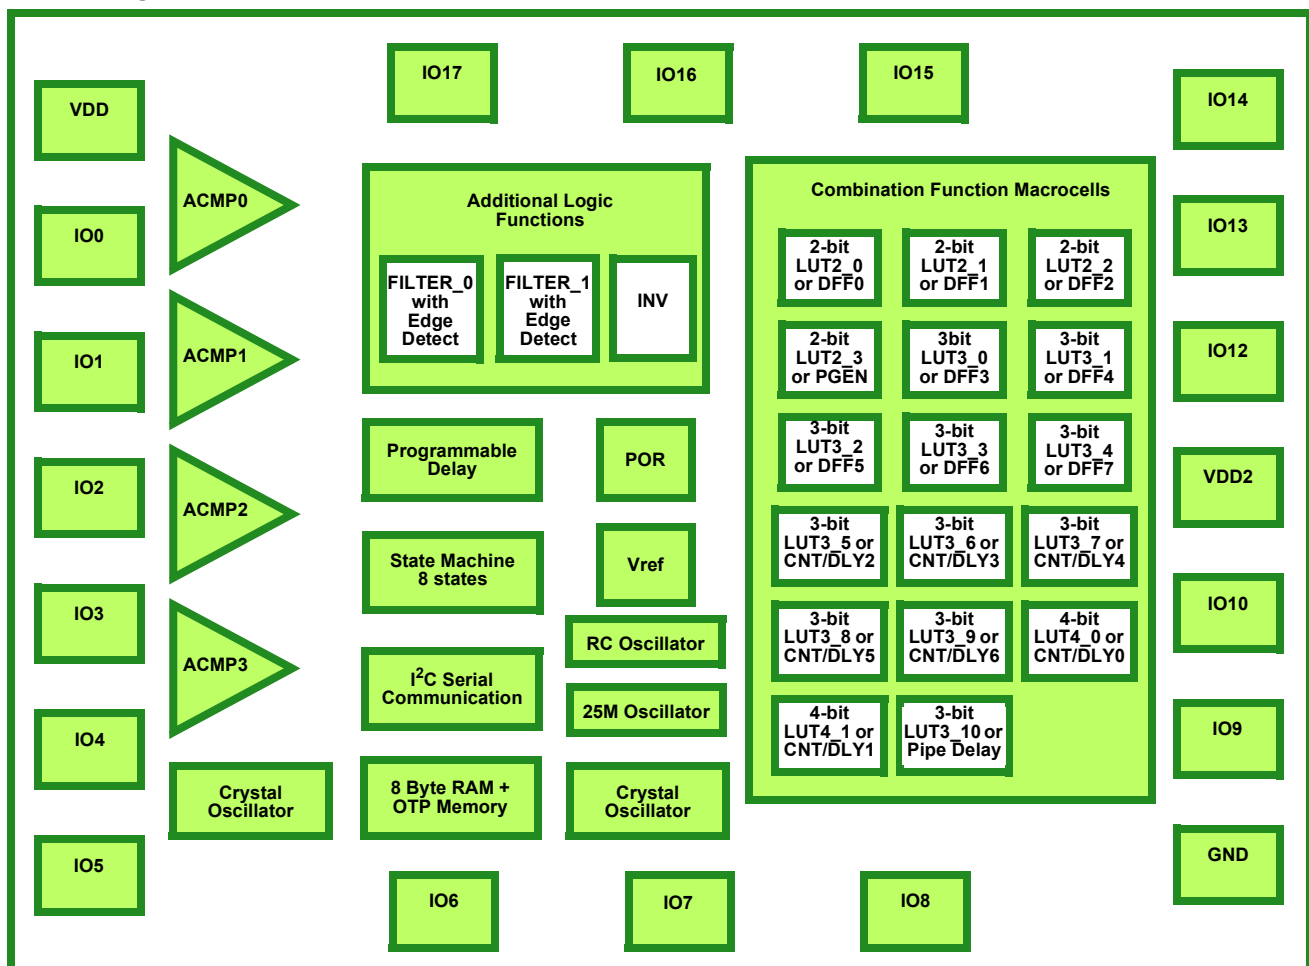 IO17
IO16
IO15
IO14
VDD
ACMP0
IO0
IO1
ACMP1
IO2
ACMP2
IO3
ACMP3
IO4
IO5
Crystal
Oscillator
Additional Logic
Functions
FILTER_0
with
Edge
Detect
FILTER_1
with
Edge
Detect
INV
Programmable
Delay
POR
State Machine
8 states
Vref
RC Oscillator
I²C Serial
Communication
25M Oscillator
8 Byte RAM +
OTP Memory
Crystal
Oscillator
Combination Function Macrocells
2-bit
LUT2_0
or DFF0
2-bit
LUT2_1
or DFF1
2-bit
LUT2_2
or DFF2
2-bit
LUT2_3
or PGEN
3bit
LUT3_0
or DFF3
3-bit
LUT3_1
or DFF4
3-bit
LUT3_2
or DFF5
3-bit
LUT3_3
or DFF6
3-bit
LUT3_4
or DFF7
3-bit
LUT3_5 or
CNT/DLY2
3-bit
LUT3_6 or
CNT/DLY3
3-bit
LUT3_7 or
CNT/DLY4
3-bit
LUT3_8 or
CNT/DLY5
3-bit
LUT3_9 or
CNT/DLY6
4-bit
LUT4_0 or
CNT/DLY0
4-bit
LUT4_1 or
CNT/DLY1
3-bit
LUT3_10 or
Pipe Delay
IO13
IO12
VDD2
IO10
IO9
GND
IO6
IO7
IO8